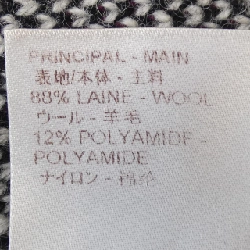 PRINCIPAL - MAIN
表地/本体 - 主料
88% LAINE - WOOL
ウール - 羊毛
12% POLYAMIDE -
POLYAMIDE
ナイロン - 锦纶